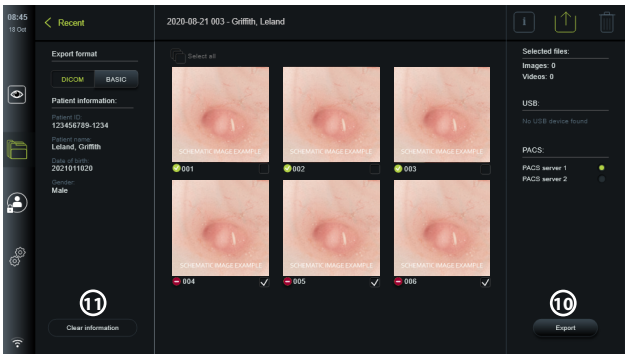 08:45
18 Oct
Recent
2020-08-21 003 - Griffith, Leland
i
Export format
DICOM
BASIC
Patient information:
Patient ID:
123456789-1234
Patient name:
Leland, Griffith
Date of birth:
2021011020
Gender:
Male
11
Clear information
Select all
SCHEMATIC IMAGE EXAMPLE
SCHEMATIC IMAGE EXAMPLE
SCHEMATIC IMAGE EXAMPLE
001
002
003
SCHEMATIC IMAGE EXAMPLE
SCHEMATIC IMAGE EXAMPLE
SCHEMATIC IMAGE EXAMPLE
004
005
006
Selected files:
Images: 0
Videos: 0
USB:
No USB device found
PACS:
PACS server 1
PACS server 2
10
Export